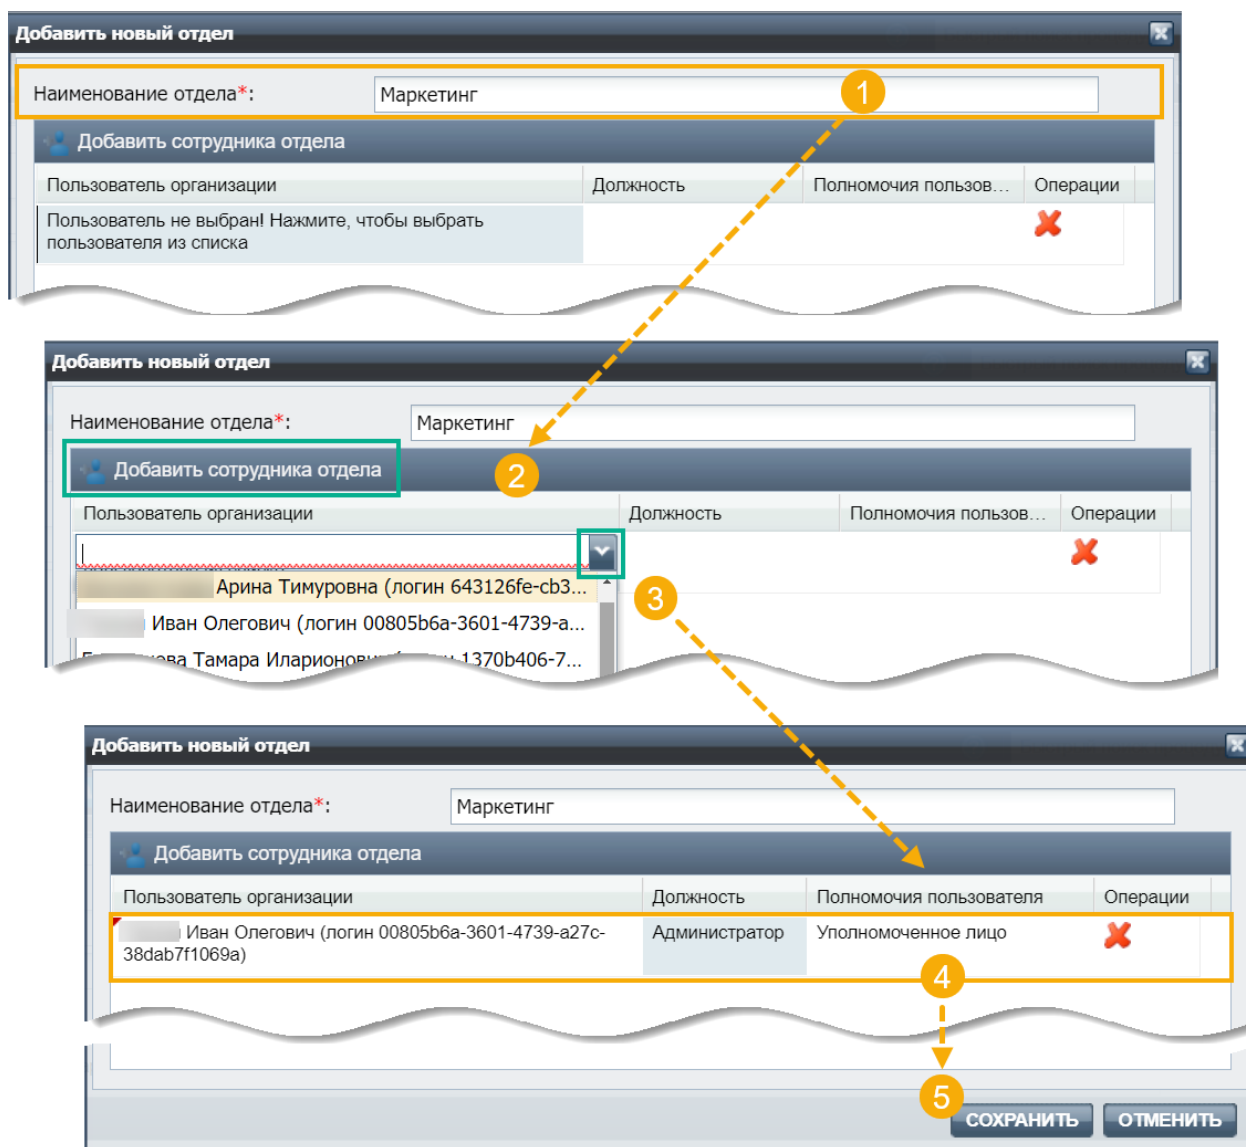 Добавить новый отдел
Наименование отдела*: Маркетинг 1
Добавить сотрудника отдела
Пользователь организации Должность Полномочия пользов... Операции
Пользователь не выбран! Нажмите, чтобы выбрать
пользователя из списка
Добавить новый отдел
Наименование отдела*: Маркетинг
Добавить сотрудника отдела 2
Пользователь организации Должность Полномочия пользов... Операции
Арина Тимуровна (логин 643126fe-cb3...
3
Иван Олегович (логин 00805b6a-3601-4739-a...
Тамара 1370b406-7...
Добавить новый отдел
Наименование отдела*: Маркетинг
Добавить сотрудника отдела
Пользователь организации Должность Полномочия пользователя Операции
Иван Олегович (логин 00805b6a-3601-4739-a27c- Администратор Уполномоченное лицо
38dab7f1069a)
4
5
СОХРАНИТЬ ОТМЕНИТЬ